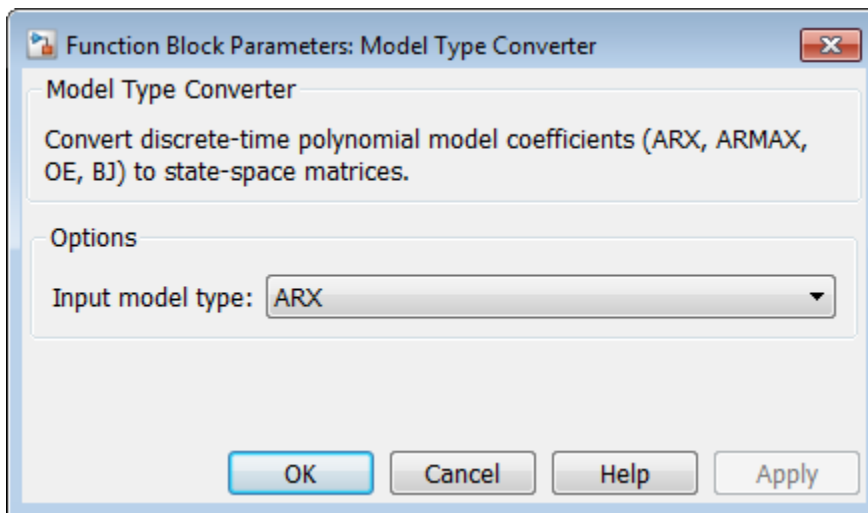 Function Block Parameters: Model Type Converter
Model Type Converter
Convert discrete-time polynomial model coefficients (ARX, ARMAX,
OE, BJ) to state-space matrices.
Options
Input model type: ARX
OK Cancel Help Apply